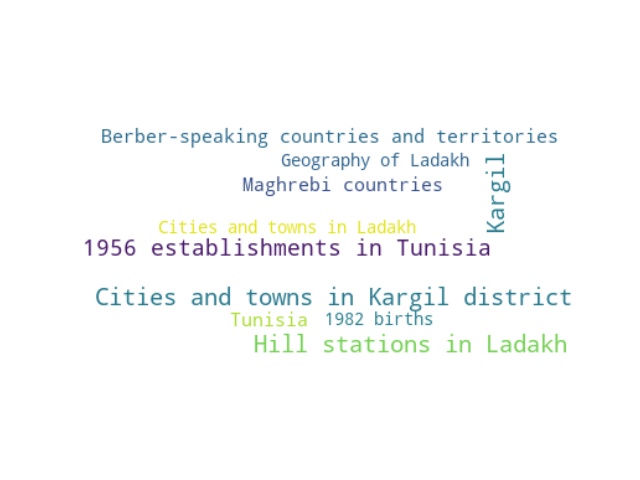 Berber-speaking countries and territories
Geography of Ladakh
Kargil
Maghrebi countries
Cities and towns in Ladakh
1956 establishments in Tunisia
Cities and towns in Kargil district
Tunisia 1982 births
Hill stations in Ladakh